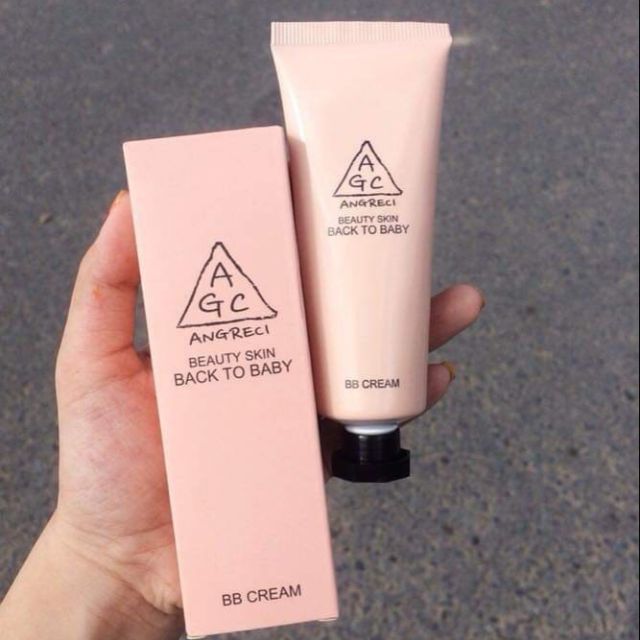 A
GC
ANGRECI
BEAUTY SKIN
BACK TO BABY
BB CREAM
A
GC
ANGRECI
BEAUTY SKIN
BACK TO BABY
BB CREAM